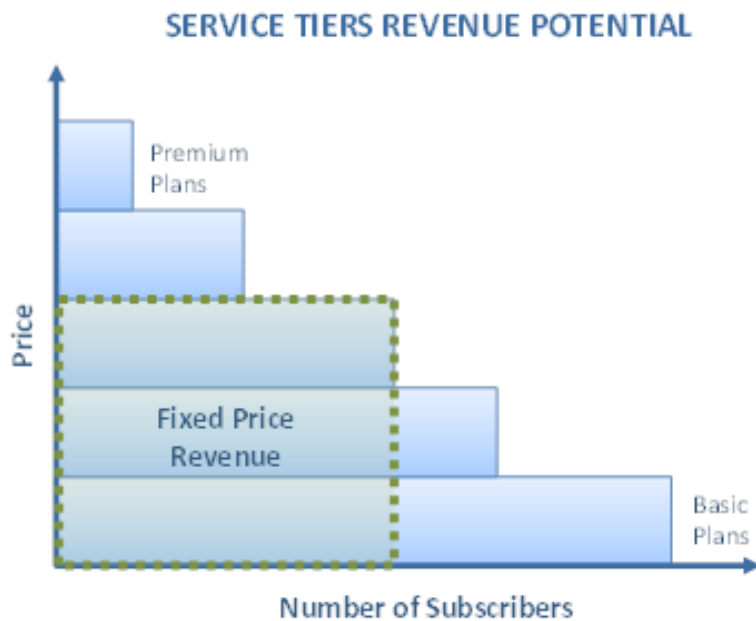 SERVICE TIERS REVENUE POTENTIAL
Premium
Plans
Price
Fixed Price
Revenue
Basic
Plans
Number of Subscribers